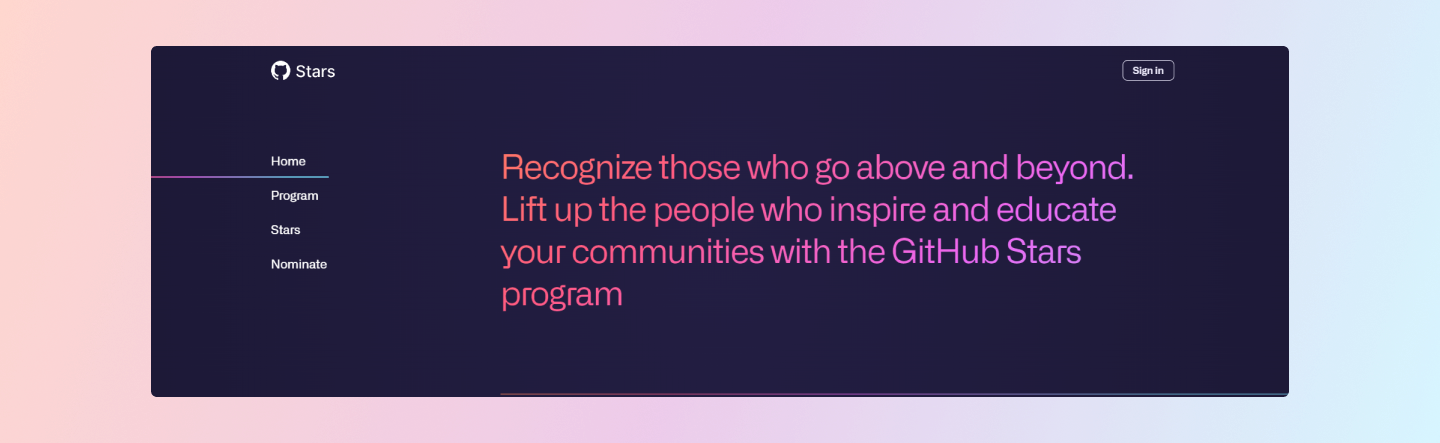 Stars
Sign in
Home
Program
Stars
Nominate
Recognize those who go above and beyond.
Lift up the people who inspire and educate
your communities with the GitHub Stars
program